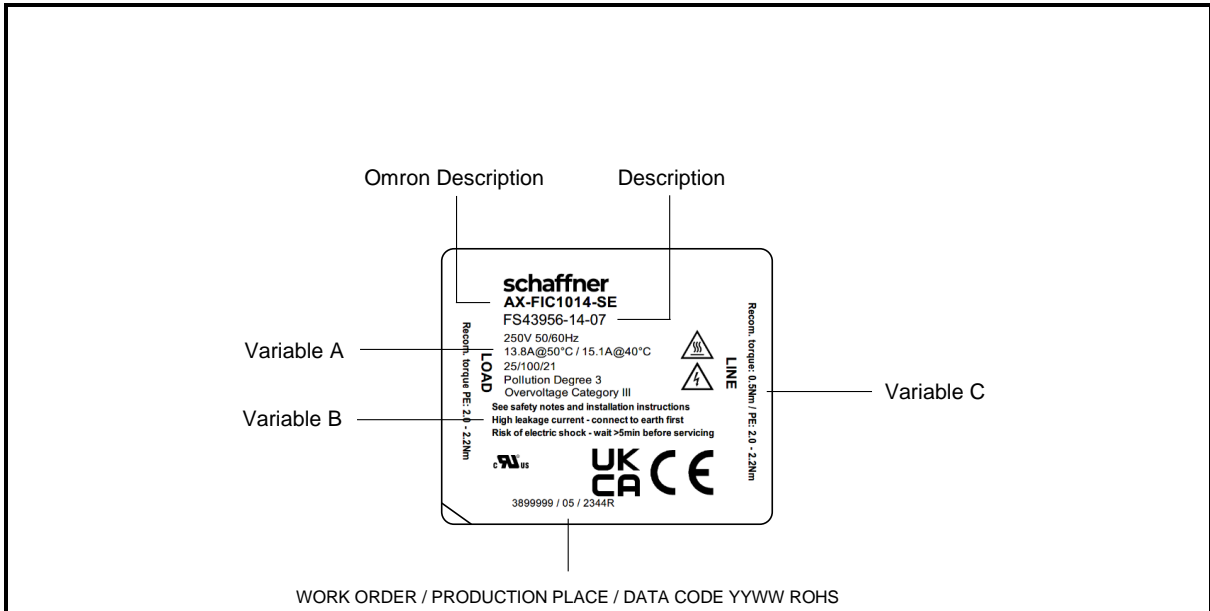 Omron Description
Description
schaffner
AX-FIC1014-SE
FS43956-14-07
250V 50/60Hz
13.8A@50°C / 15.1A@40°C
25/100/21
Pollution Degree 3
Overvoltage Category III
See safety notes and installation instructions
High leakage current - connect to earth first
Risk of electric shock - wait >5min before servicing
Recom. torque PE: 2.0 - 2.2Nm
LOAD
LINE
Recom. torque: 0.5Nm / PE: 2.0 - 2.2Nm
Variable A
Variable B
Variable C
c RU us
UK
CA
CE
3899999 / 05 / 2344R
WORK ORDER / PRODUCTION PLACE / DATA CODE YYWW ROHS